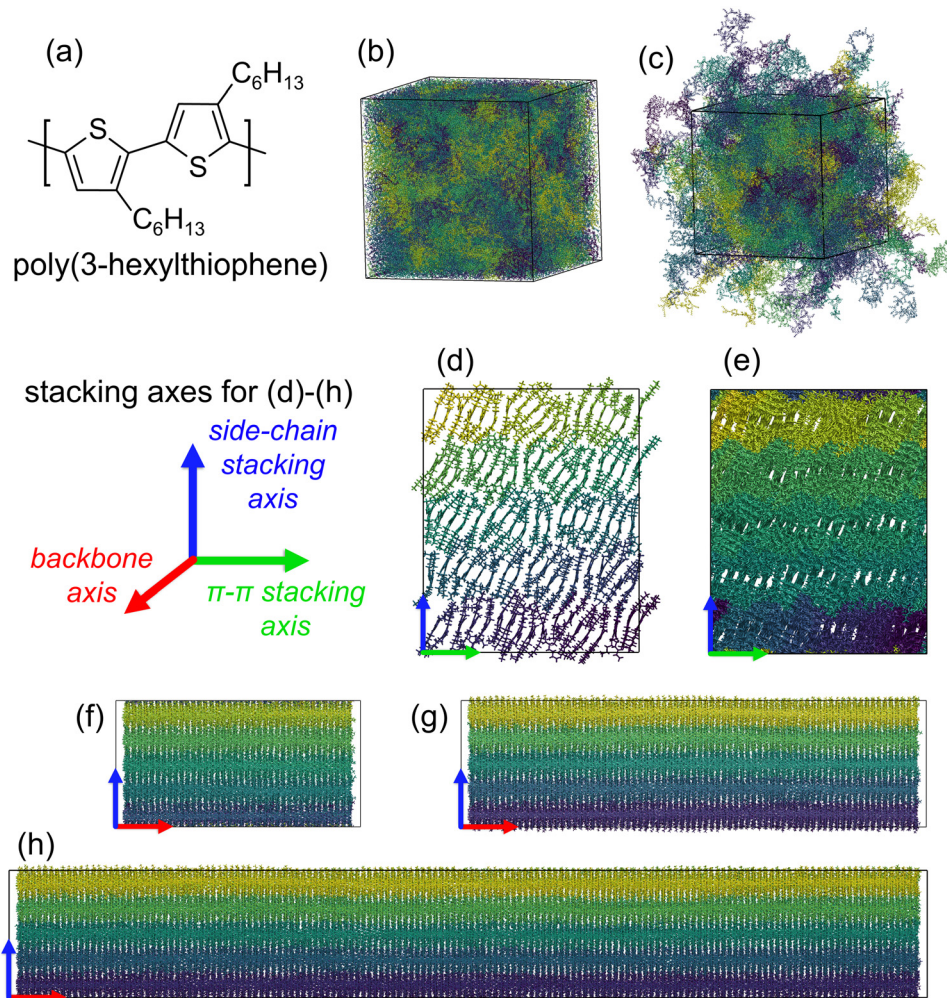 (a)
C6H13
S
S
C6H13
poly(3-hexylthiophene)
(b)
(c)
stacking axes for (d)-(h)
side-chain
stacking
axis
backbone
axis
π-π stacking
axis
(d)
(e)
(f)
(g)
(h)